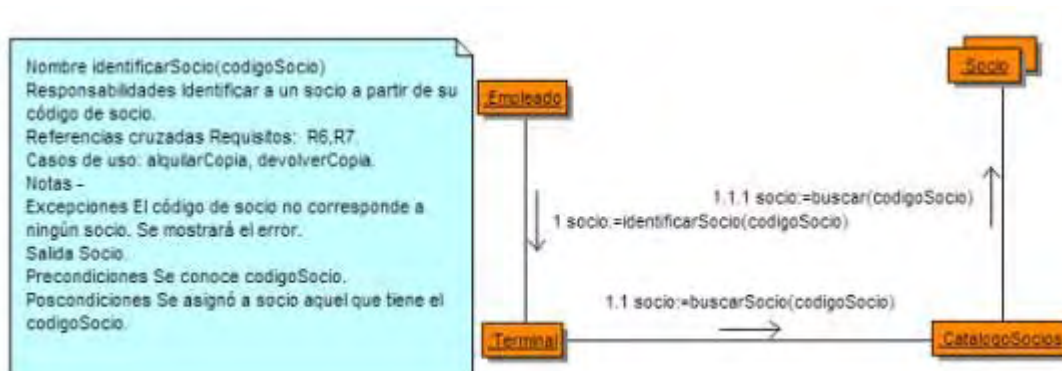 Nombre identificarSocio(codigoSocio)
Responsabilidades Identificar a un socio a partir de su
código de socio.
Referencias cruzadas Requisitos: R6,R7.
Casos de uso: alquilarCopia, devolverCopia.
Notas -
Excepciones El código de socio no corresponde a
ningún socio. Se mostrará el error.
Salida Socio.
Precondiciones Se conoce codigoSocio.
Poscondiciones Se asignó a socio aquel que tiene el
codigoSocio.
:Empleado
:Socio
1.1.1 socio:=buscar(codigoSocio)
1 socio:=identificarSocio(codigoSocio)
1.1 socio:=buscarSocio(codigoSocio)
:Terminal
:CatalogoSocios